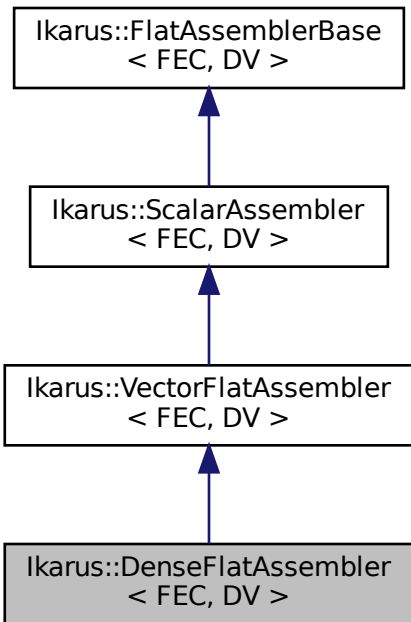 Ikarus::FlatAssemblerBase
< FEC, DV >
Ikarus::ScalarAssembler
< FEC, DV >
Ikarus::VectorFlatAssembler
< FEC, DV >
Ikarus::DenseFlatAssembler
< FEC, DV >